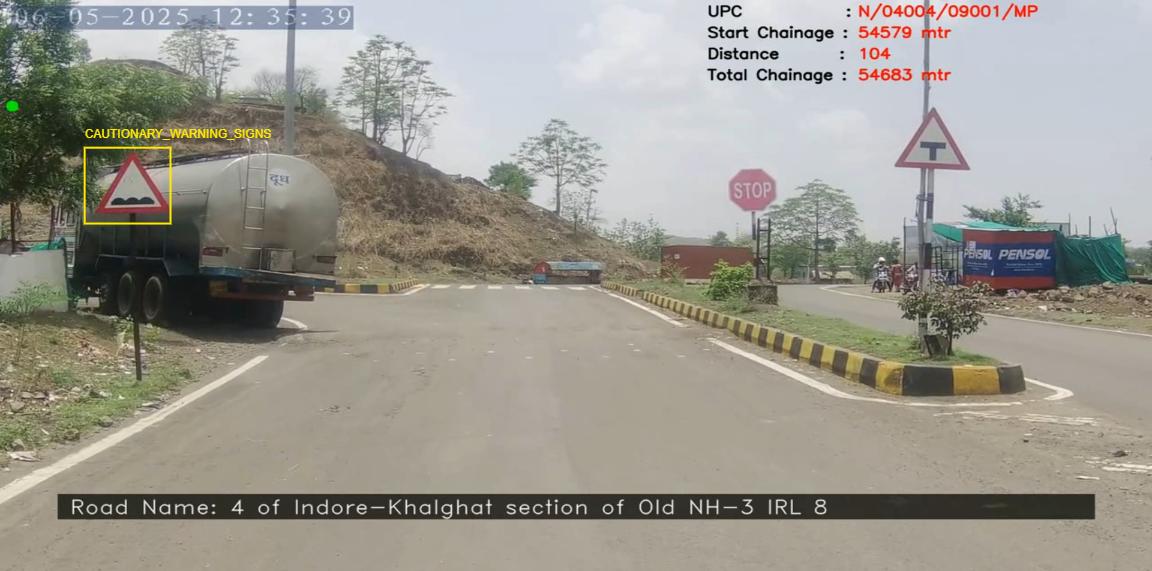 06-05-2025 12:35:39
UPC : N/04004/09001/MP
Start Chainage : 54579 mtr
Distance : 104
Total Chainage : 54683 mtr
CAUTIONARY_WARNING_SIGNS
दूध
STOP
PENSOL PENSOL
Road Name: 4 of Indore-Khalghat section of Old NH-3 IRL 8